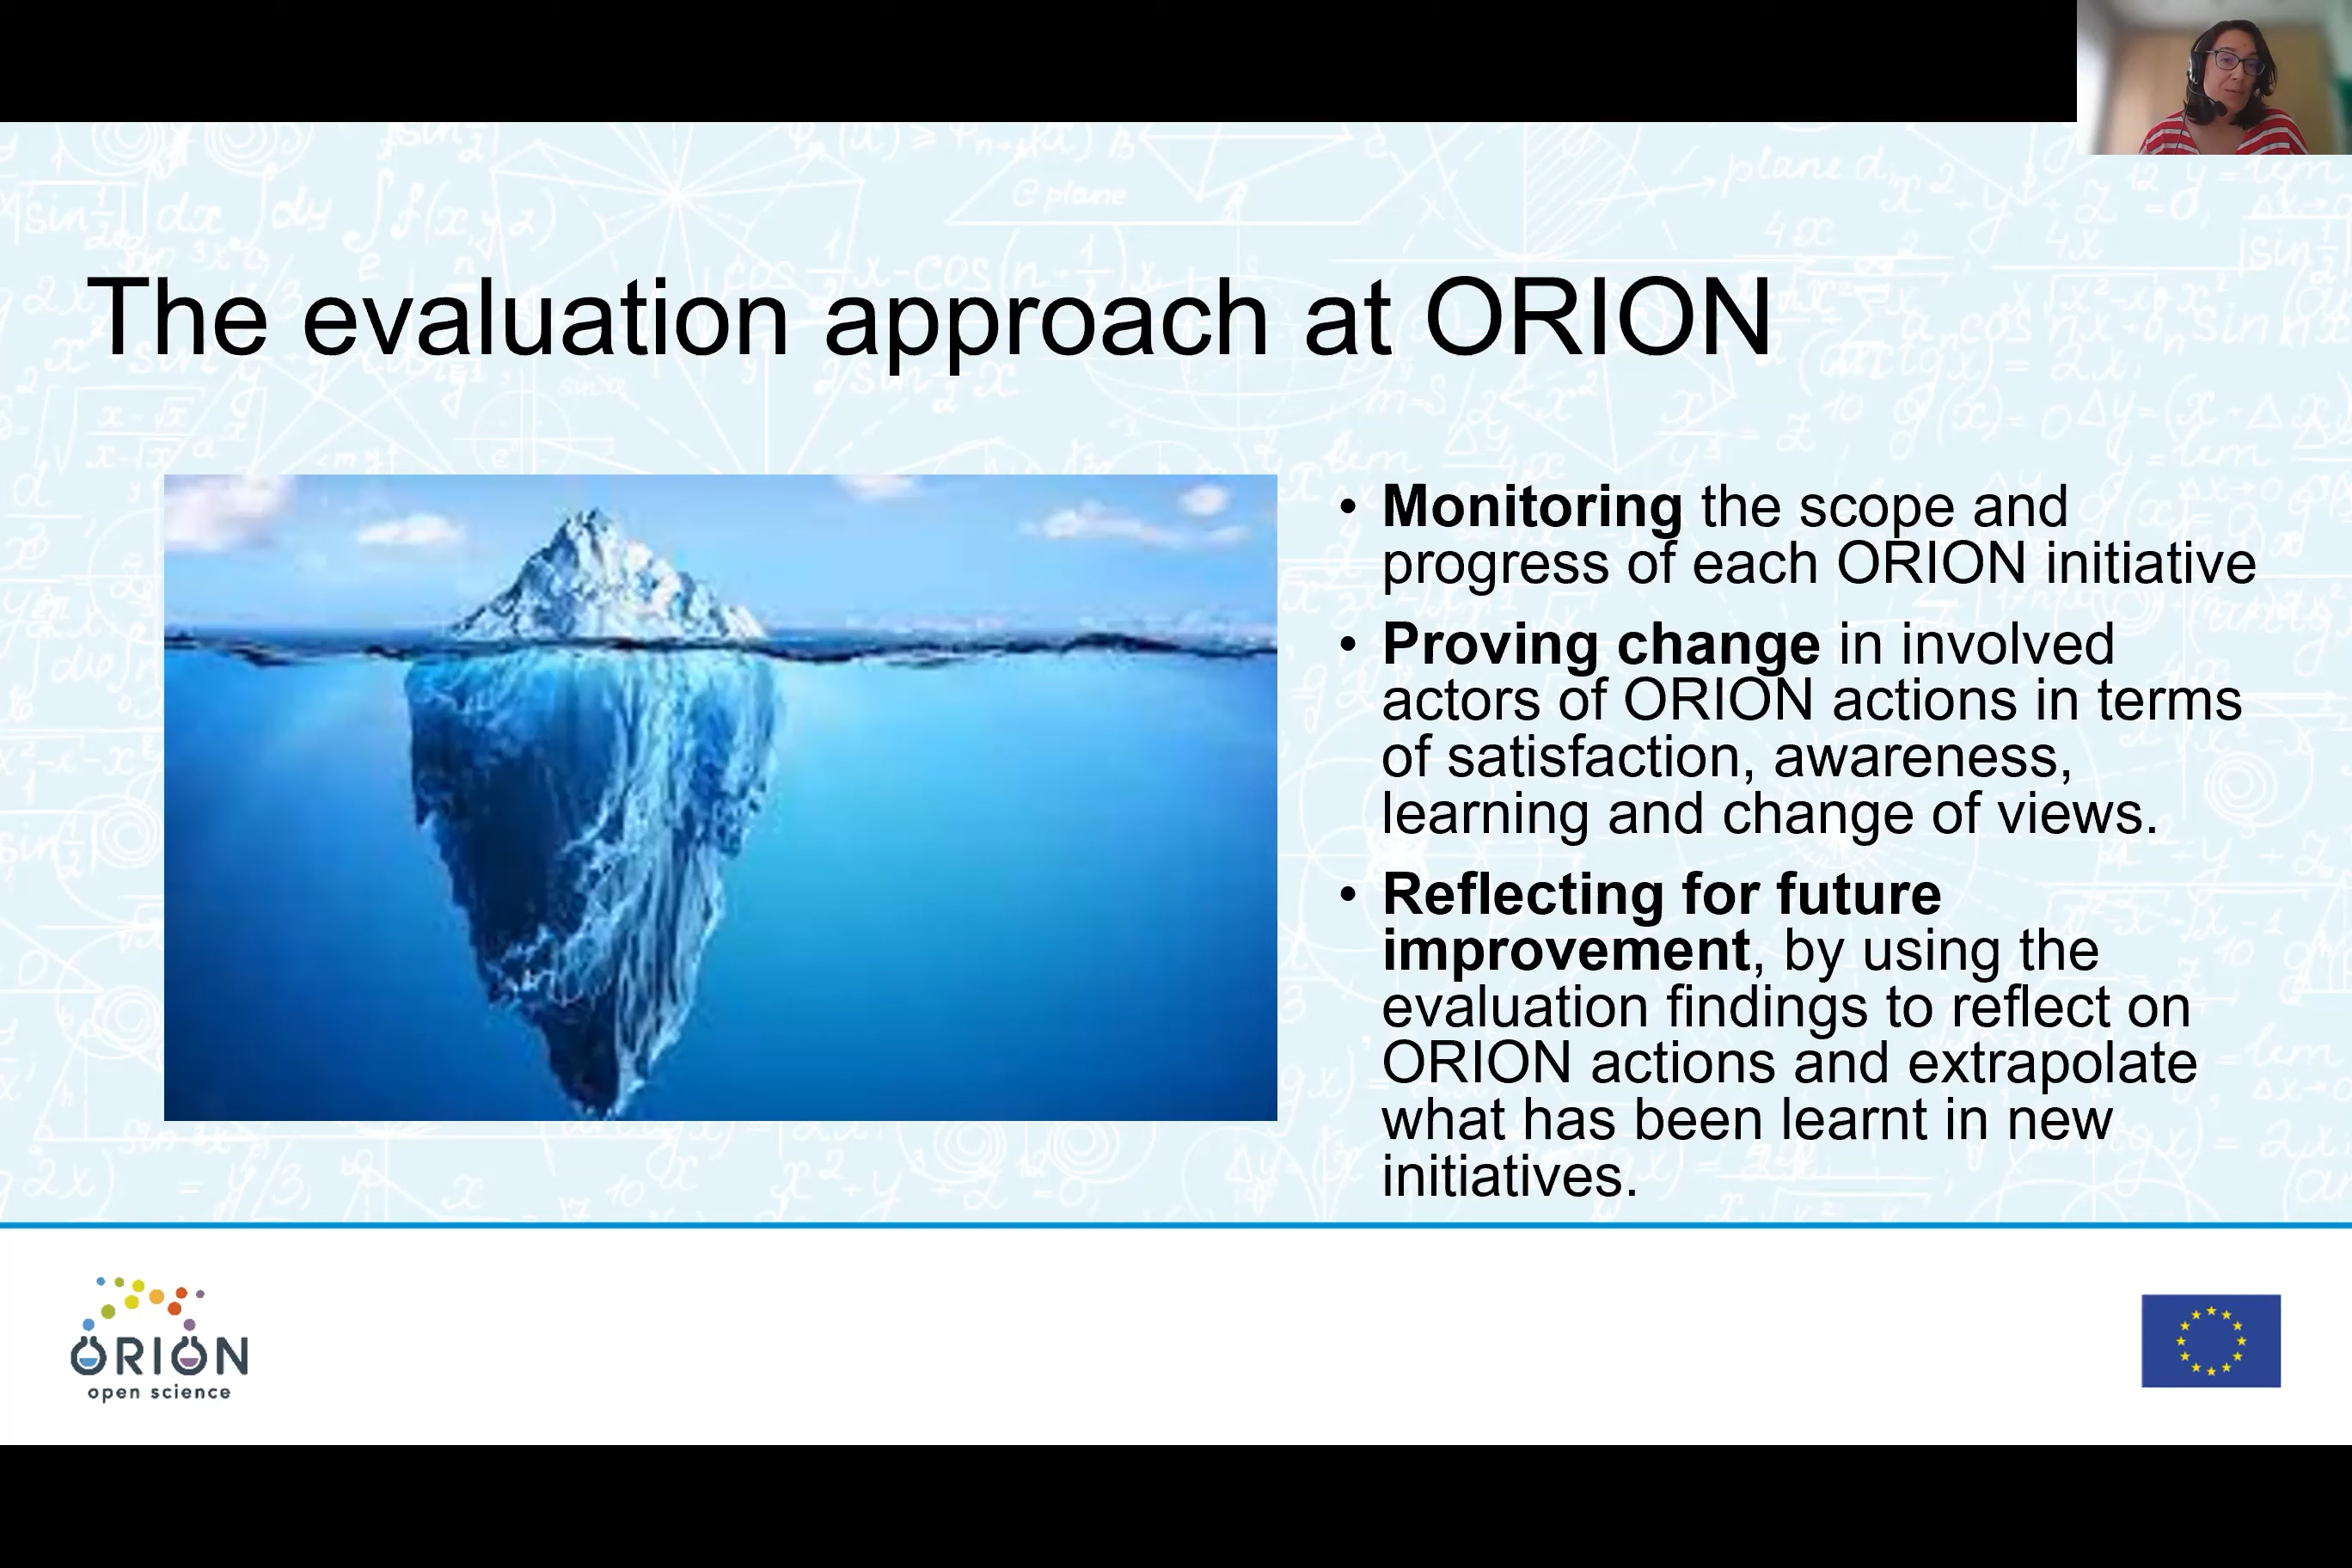 The evaluation approach at ORION
• Monitoring the scope and
progress of each ORION initiative
• Proving change in involved
actors of ORION actions in terms
of satisfaction, awareness,
learning and change of views.
• Reflecting for future
improvement, by using the
evaluation findings to reflect on
ORION actions and extrapolate
what has been learnt in new
initiatives.
ORION
open science